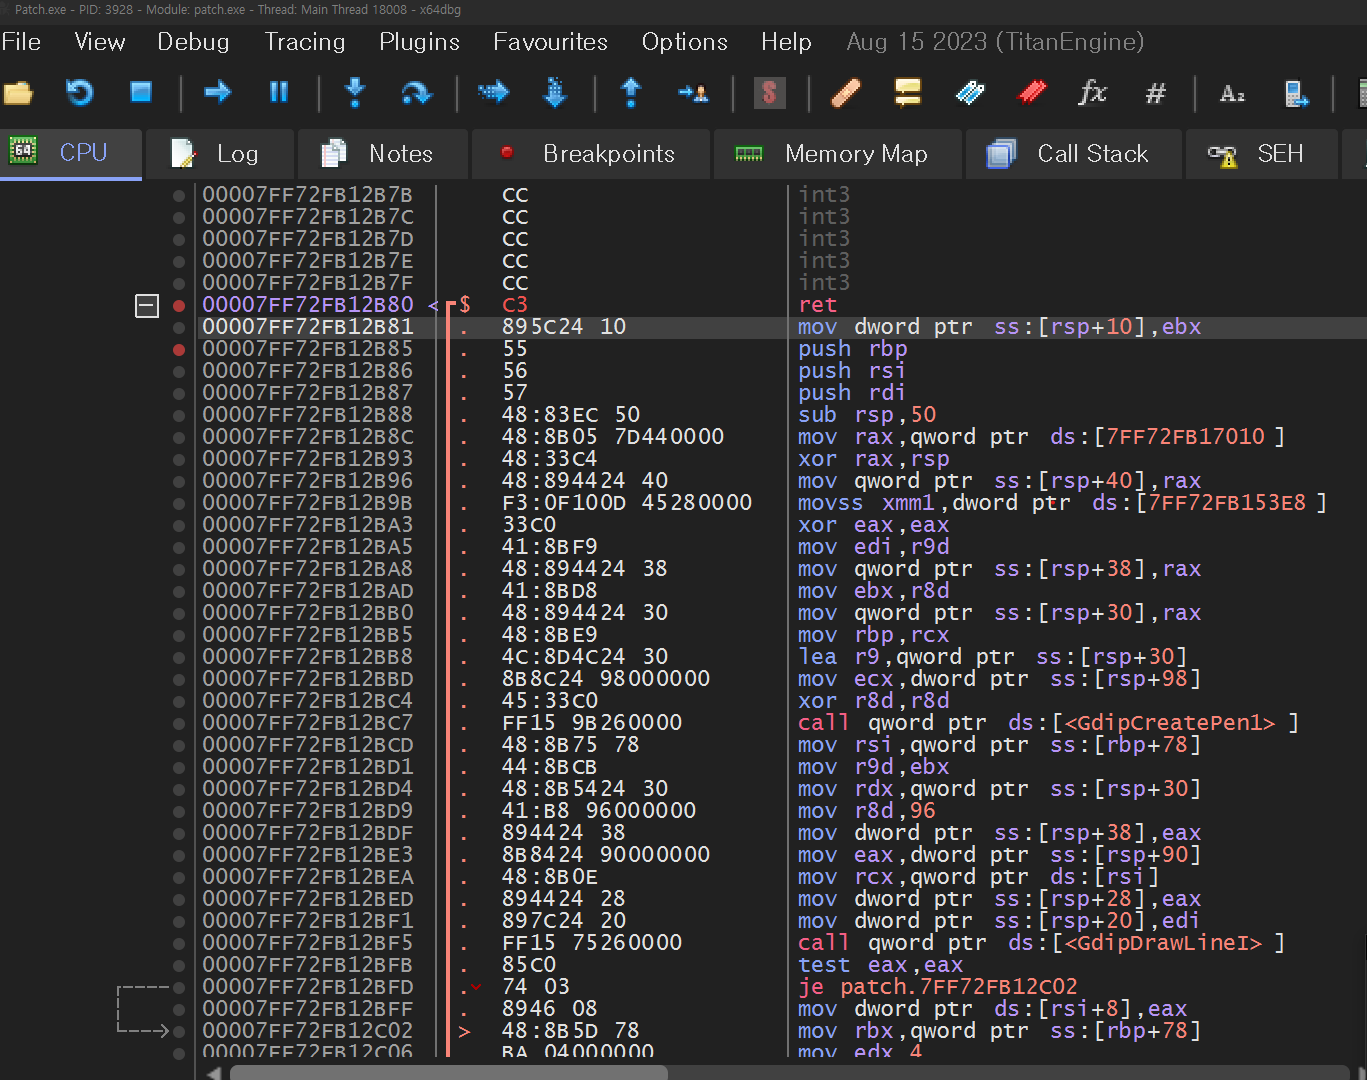 Patch.exe - PID: 3928 - Module: patch.exe - Thread: Main Thread 18008 - x64dbg
File View Debug Tracing Plugins Favourites Options Help Aug 15 2023 (TitanEngine)
$ fx # A₂
64 CPU Log Notes Breakpoints Memory Map Call Stack SEH
00007FF72FB12B7B CC int3
00007FF72FB12B7C CC int3
00007FF72FB12B7D CC int3
00007FF72FB12B7E CC int3
00007FF72FB12B7F CC int3
00007FF72FB12B80 < $ C3 ret
00007FF72FB12B81 . 895C24 10 mov dword ptr ss:[rsp+10],ebx
00007FF72FB12B85 . 55 push rbp
00007FF72FB12B86 . 56 push rsi
00007FF72FB12B87 . 57 push rdi
00007FF72FB12B88 . 48:83EC 50 sub rsp,50
00007FF72FB12B8C . 48:8B05 7D440000 mov rax,qword ptr ds:[7FF72FB17010]
00007FF72FB12B93 . 48:33C4 xor rax,rsp
00007FF72FB12B96 . 48:894424 40 mov qword ptr ss:[rsp+40],rax
00007FF72FB12B9B . F3:0F100D 45280000 movss xmm1,dword ptr ds:[7FF72FB153E8]
00007FF72FB12BA3 . 33C0 xor eax,eax
00007FF72FB12BA5 . 41:8BF9 mov edi,r9d
00007FF72FB12BA8 . 48:894424 38 mov qword ptr ss:[rsp+38],rax
00007FF72FB12BAD . 41:8BD8 mov ebx,r8d
00007FF72FB12BB0 . 48:894424 30 mov qword ptr ss:[rsp+30],rax
00007FF72FB12BB5 . 48:8BE9 mov rbp,rcx
00007FF72FB12BB8 . 4C:8D4C24 30 lea r9,qword ptr ss:[rsp+30]
00007FF72FB12BBD . 8B8C24 98000000 mov ecx,dword ptr ss:[rsp+98]
00007FF72FB12BC4 . 45:33C0 xor r8d,r8d
00007FF72FB12BC7 . FF15 9B260000 call qword ptr ds:[<GdipCreatePen1>]
00007FF72FB12BCD . 48:8B75 78 mov rsi,qword ptr ss:[rbp+78]
00007FF72FB12BD1 . 44:8BCB mov r9d,ebx
00007FF72FB12BD4 . 48:8B5424 30 mov rdx,qword ptr ss:[rsp+30]
00007FF72FB12BD9 . 41:B8 96000000 mov r8d,96
00007FF72FB12BDF . 894424 38 mov dword ptr ss:[rsp+38],eax
00007FF72FB12BE3 . 8B8424 90000000 mov eax,dword ptr ss:[rsp+90]
00007FF72FB12BEA . 48:8B0E mov rcx,qword ptr ds:[rsi]
00007FF72FB12BED . 894424 28 mov dword ptr ss:[rsp+28],eax
00007FF72FB12BF1 . 897C24 20 mov dword ptr ss:[rsp+20],edi
00007FF72FB12BF5 . FF15 75260000 call qword ptr ds:[<GdipDrawLineI>]
00007FF72FB12BFB . 85C0 test eax,eax
00007FF72FB12BFD . 74 03 je patch.7FF72FB12C02
00007FF72FB12BFF . 8946 08 mov dword ptr ds:[rsi+8],eax
00007FF72FB12C02 > 48:8B5D 78 mov rbx,qword ptr ss:[rbp+78]
00007FF72FB12C06 . BA 04000000 mov edx,4